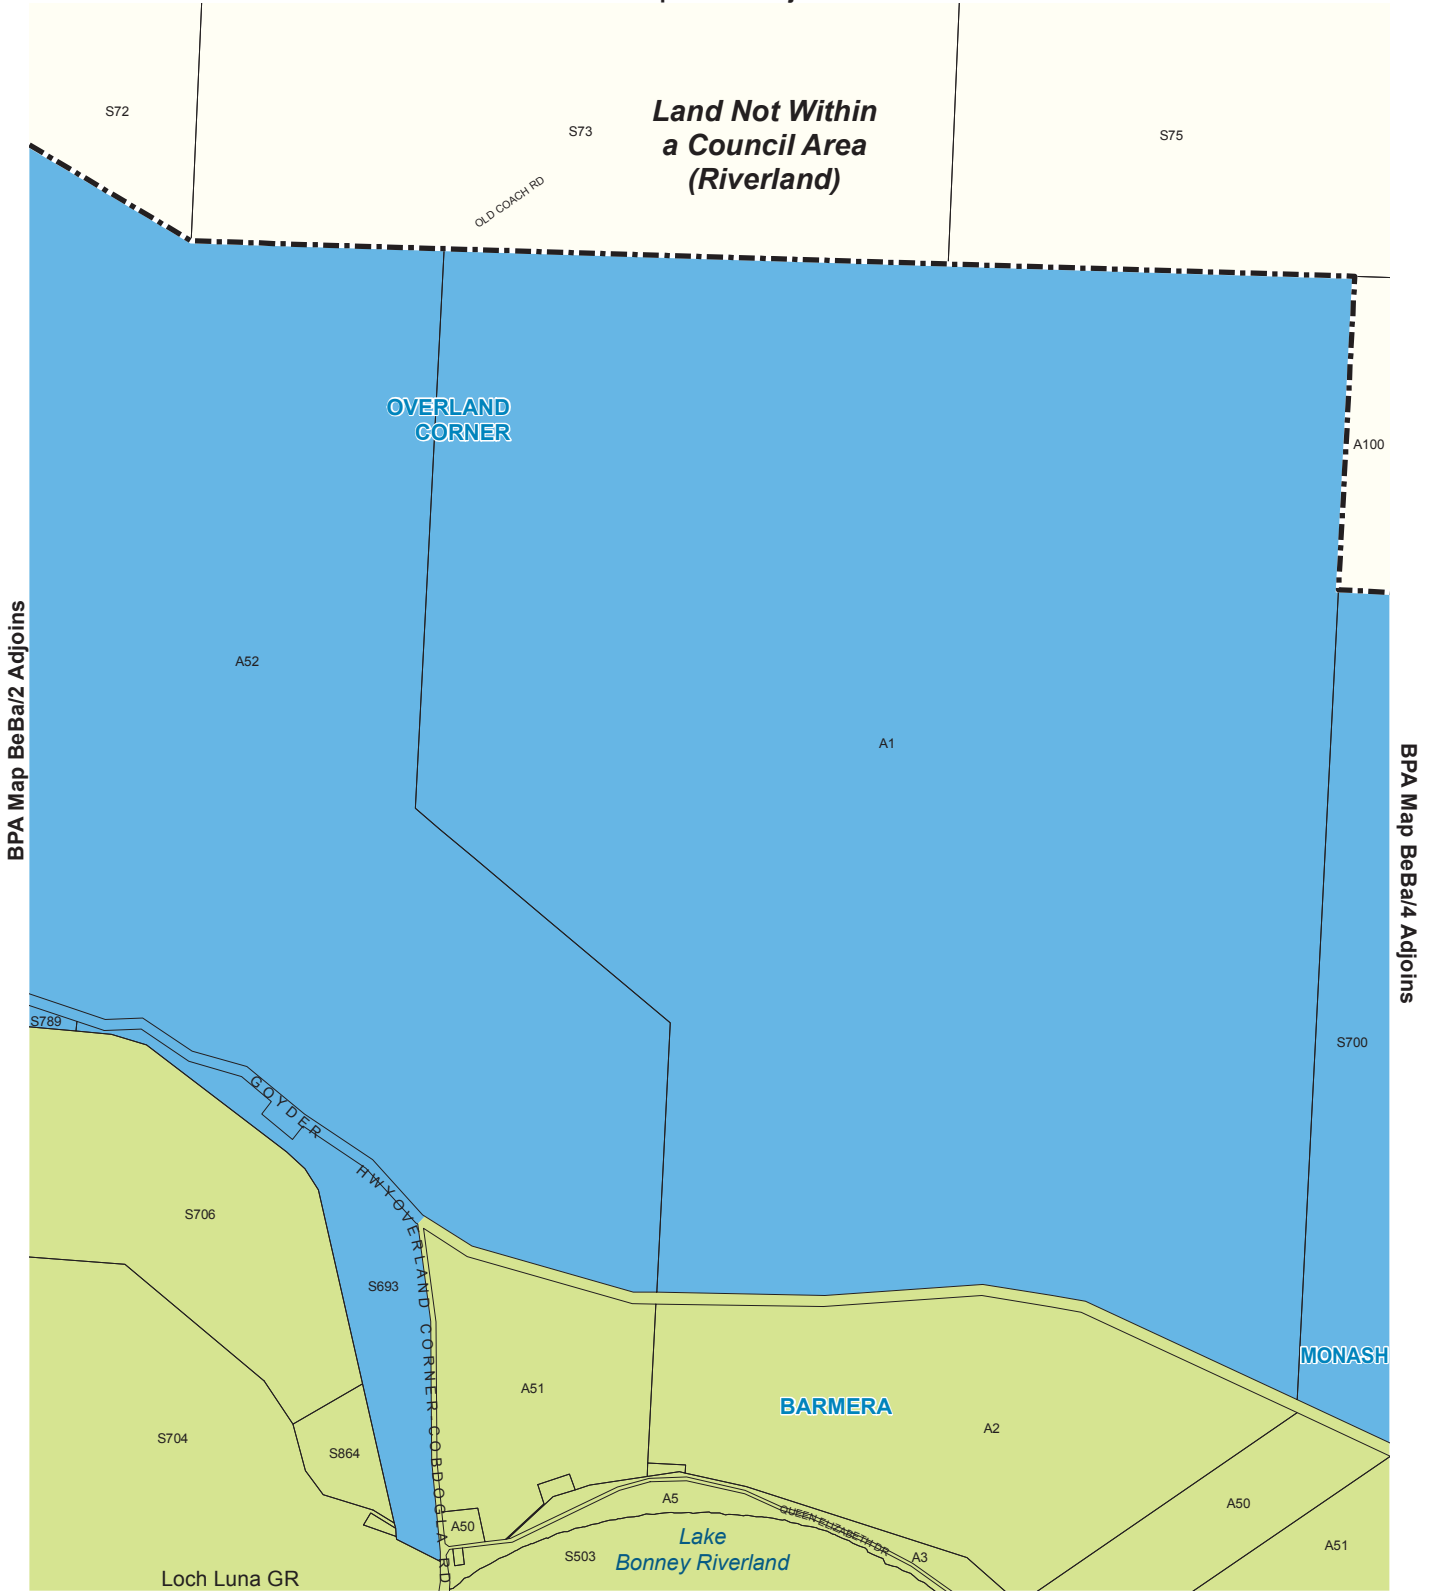 S72
S73
Land Not Within
a Council Area
(Riverland)
S75
OLD COACH RD
OVERLAND
CORNER
A100
BPA Map BeBa/2 Adjoins
A52
A1
BPA Map BeBa/4 Adjoins
S789
S700
GOYDER HWY
S706
OVERLAND CORNER-COBDOGLA RD
S693
MONASH
A51
BARMERA
A2
S704
S864
A5
A50
A50
QUEEN ELIZABETH DR
Lake
Bonney Riverland
S503
A3
A51
Loch Luna GR